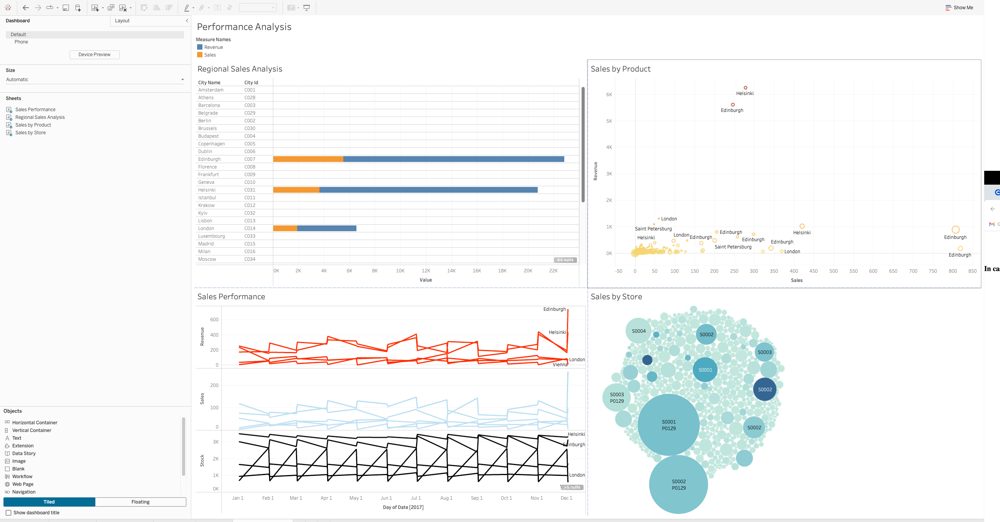 Show Me
Dashboard
Layout
Default
Phone
Device Preview
Size
Automatic
Sheets
Sales Performance
Regional Sales Analysis
Sales by Product
Sales by Store
Objects
Horizontal Container
Vertical Container
Text
Extension
Data Story
Image
Blank
Workflow
Web Page
Navigation
Tiled Floating
Show dashboard title
Performance Analysis
Measure Names
Revenue
Sales
Regional Sales Analysis
City Name City Id
Amsterdam C001
Athens C028
Barcelona C003
Belgrade C029
Berlin C002
Brussels C030
Budapest C004
Copenhagen C005
Dublin C006
Edinburgh C007
Florence C008
Frankfurt C009
Geneva C010
Helsinki C031
Istanbul C011
Krakow C012
Kyiv C032
Lisbon C013
London C014
Luxembourg C033
Madrid C015
Milan C016
Moscow C034
64 nulls
0K 2K 4K 6K 8K 10K 12K 14K 16K 18K 20K 22K
Value
Sales by Product
Revenue
6K
5K
4K
3K
2K
1K
0K
Helsinki
Edinburgh
London
Saint Petersburg
Helsinki
London
Edinburgh
Edinburgh
Saint Petersburg
Edinburgh
Edinburgh
London
Helsinki
Edinburgh
Edinburgh
-50 0 50 100 150 200 250 300 350 400 450 500 550 600 650 700 750 800 850
Sales
Sales Performance
Revenue
600
400
200
0
Edinburgh
Helsinki
London
Vienna
Sales
200
100
0
Stock
3K
2K
1K
0K
Helsinki
Edinburgh
London
>5 nulls
Jan 1 Feb 1 Mar 1 Apr 1 May 1 Jun 1 Jul 1 Aug 1 Sep 1 Oct 1 Nov 1 Dec 1
Day of Date [2017]
Sales by Store
S0004
S0002
S0003
S0001
S0002
S0003
P0129
S0001
P0129
S0002
S0002
P0129
In ca